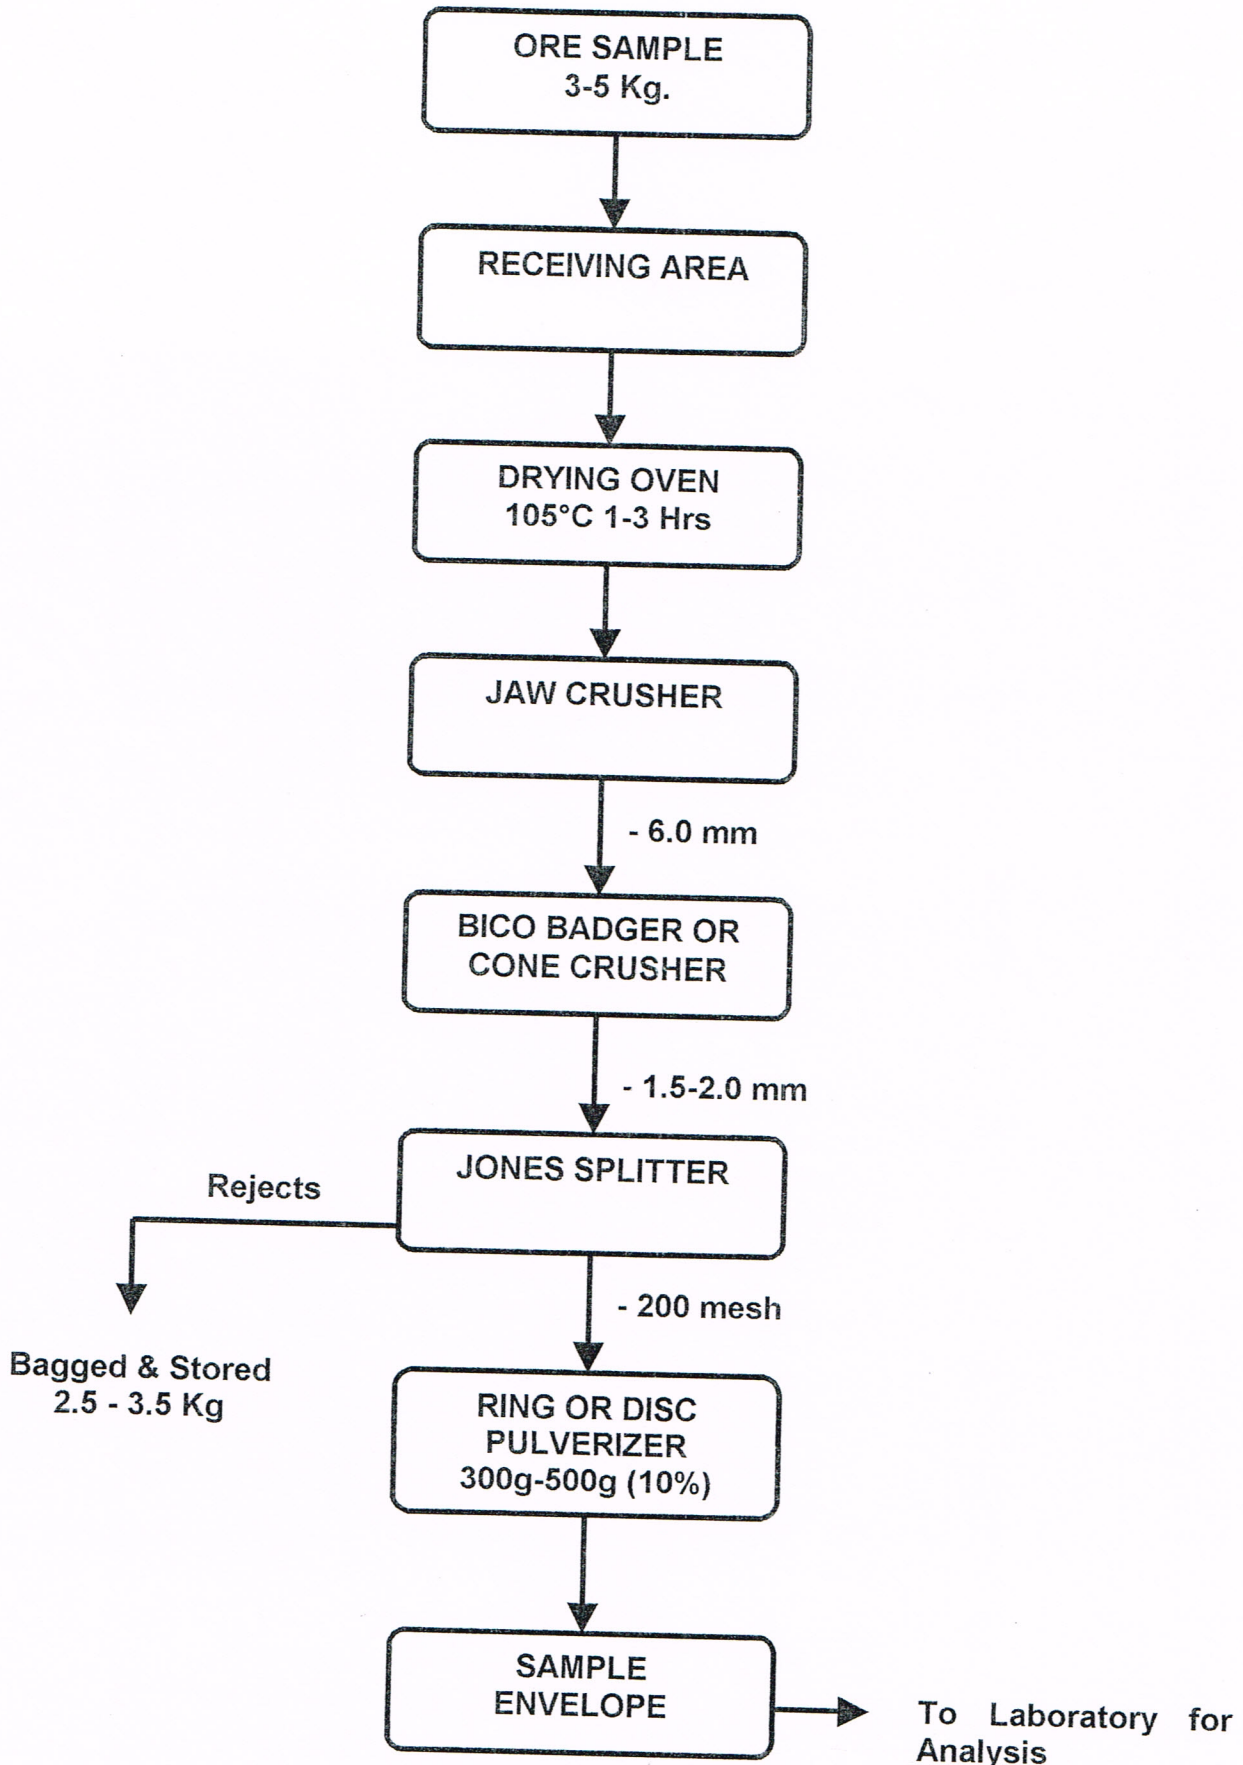 ORE SAMPLE
3-5 Kg.
RECEIVING AREA
DRYING OVEN
105°C 1-3 Hrs
JAW CRUSHER
- 6.0 mm
BICO BADGER OR
CONE CRUSHER
- 1.5-2.0 mm
JONES SPLITTER
Rejects
- 200 mesh
Bagged & Stored
2.5 - 3.5 Kg
RING OR DISC
PULVERIZER
300g-500g (10%)
SAMPLE
ENVELOPE
To Laboratory for
Analysis